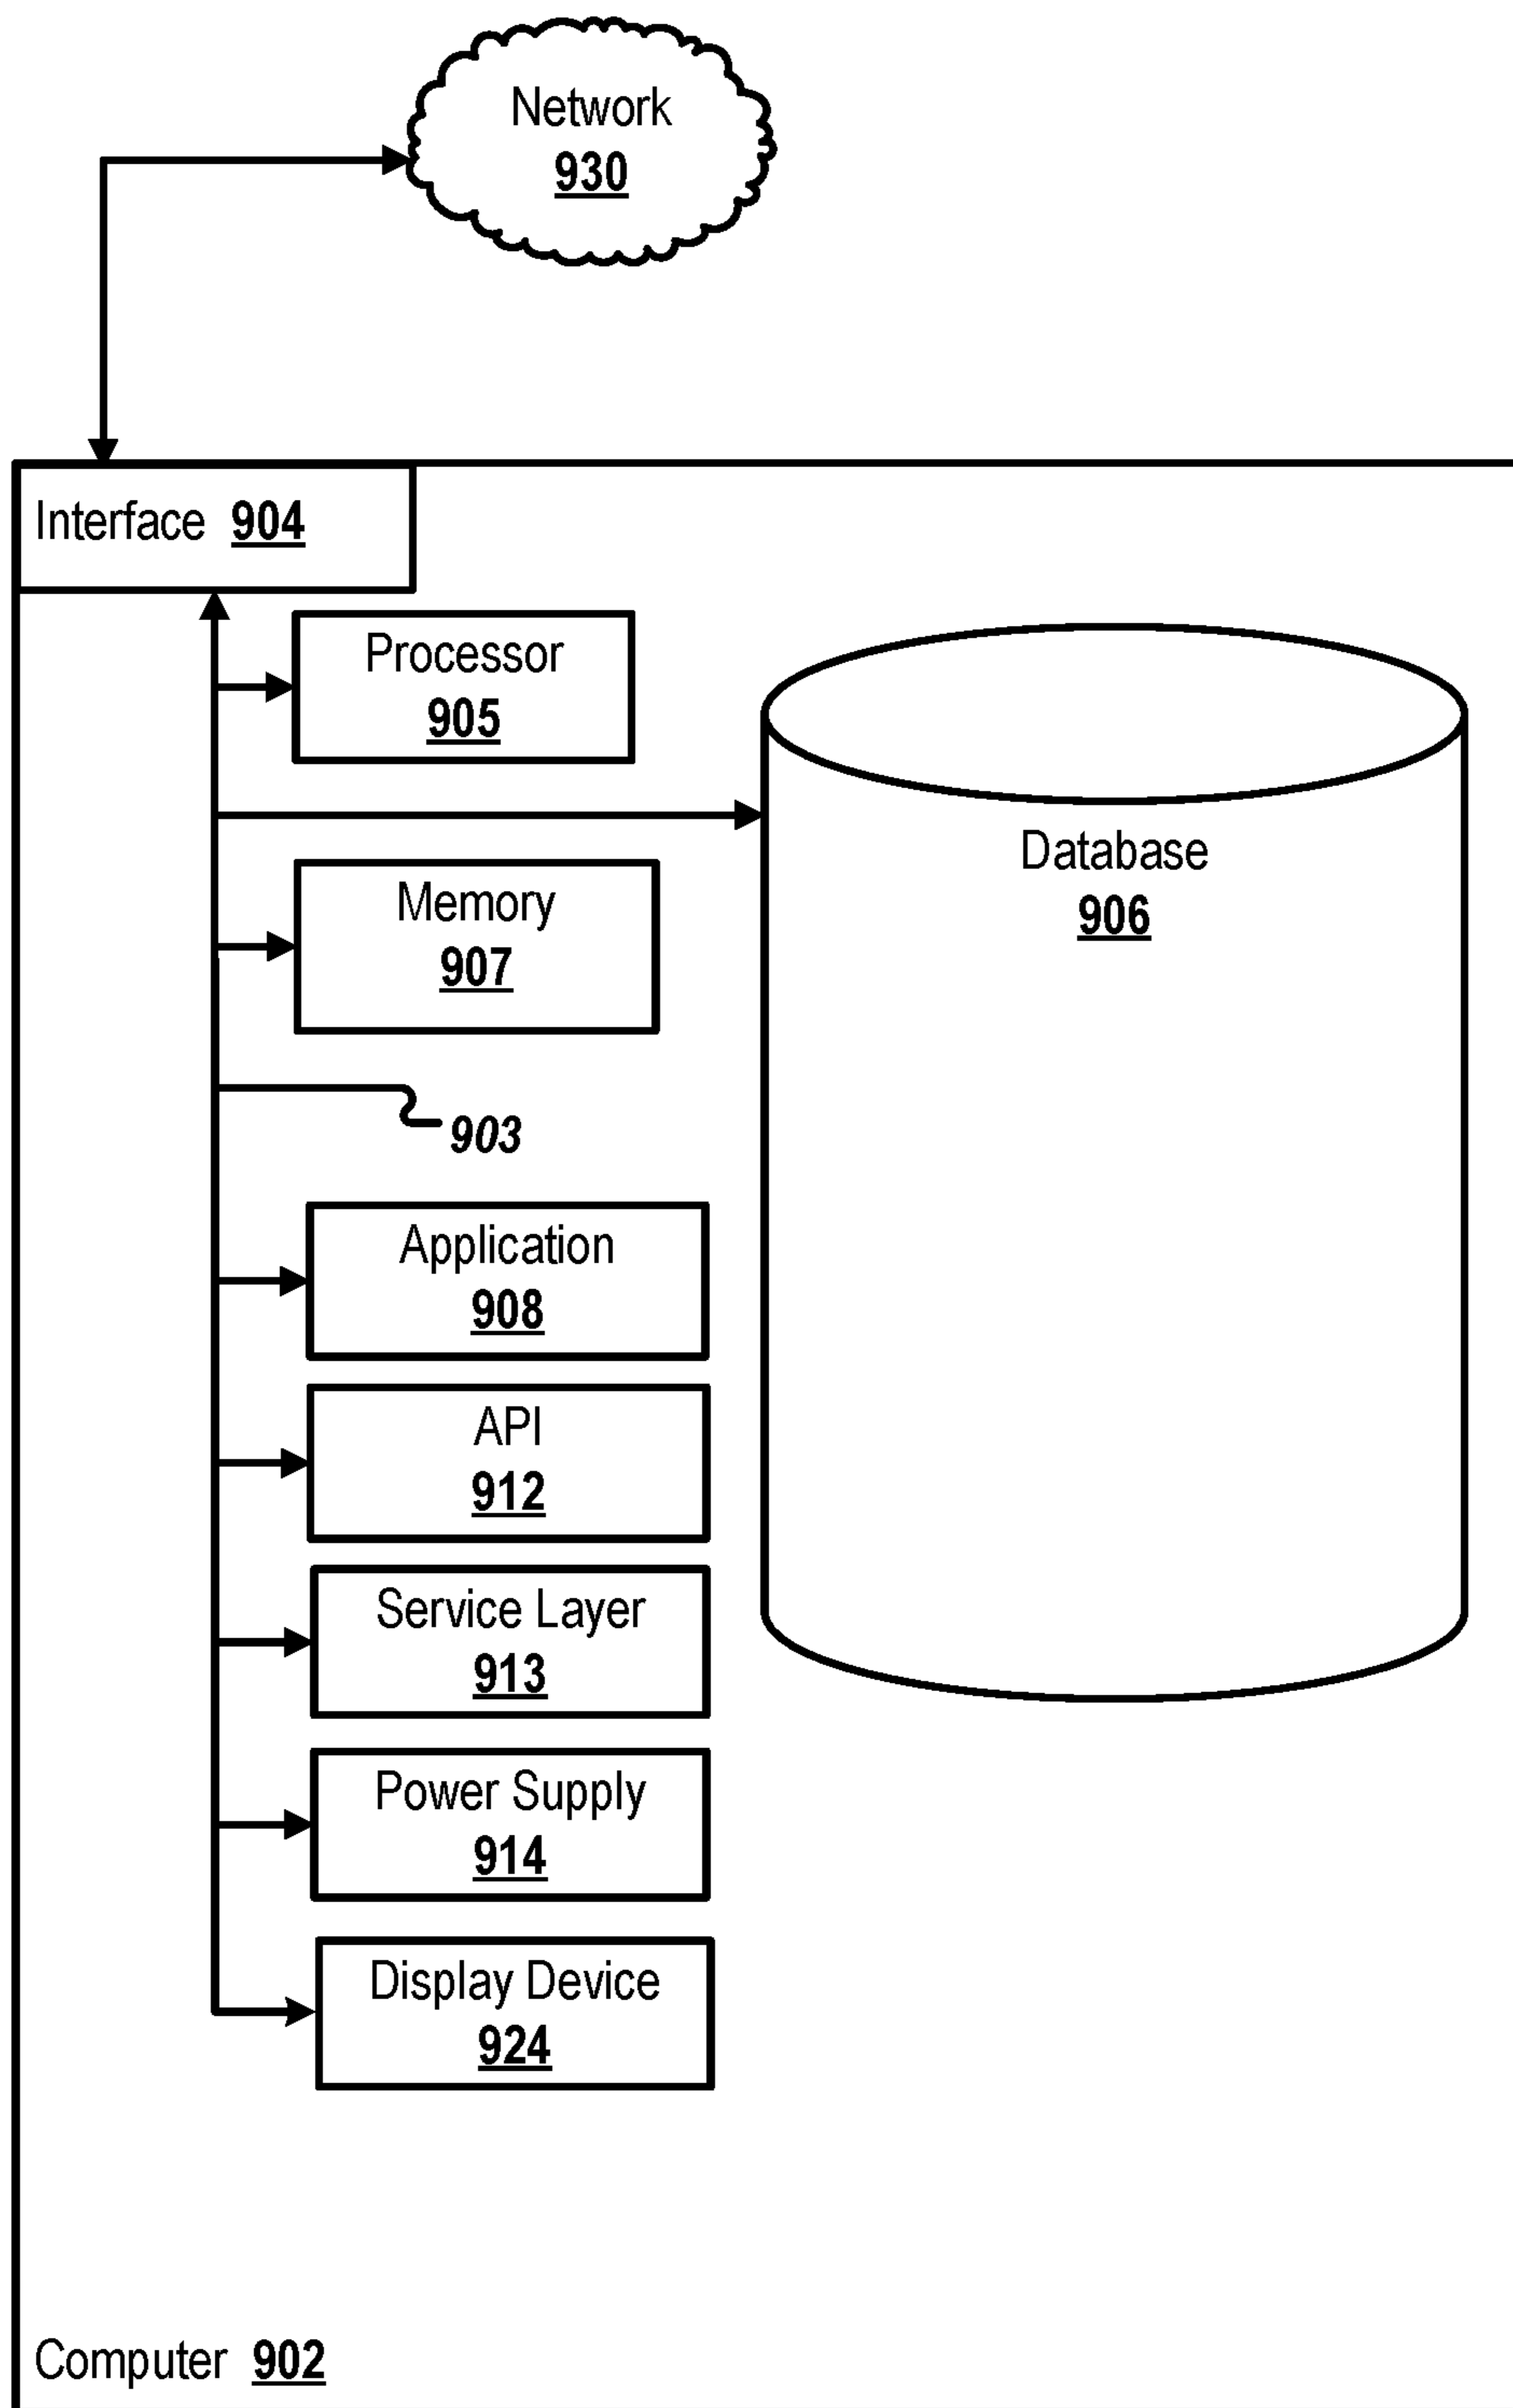 Network
930
Interface 904
Processor
905
Database
906
Memory
907
903
Application
908
API
912
Service Layer
913
Power Supply
914
Display Device
924
Computer 902